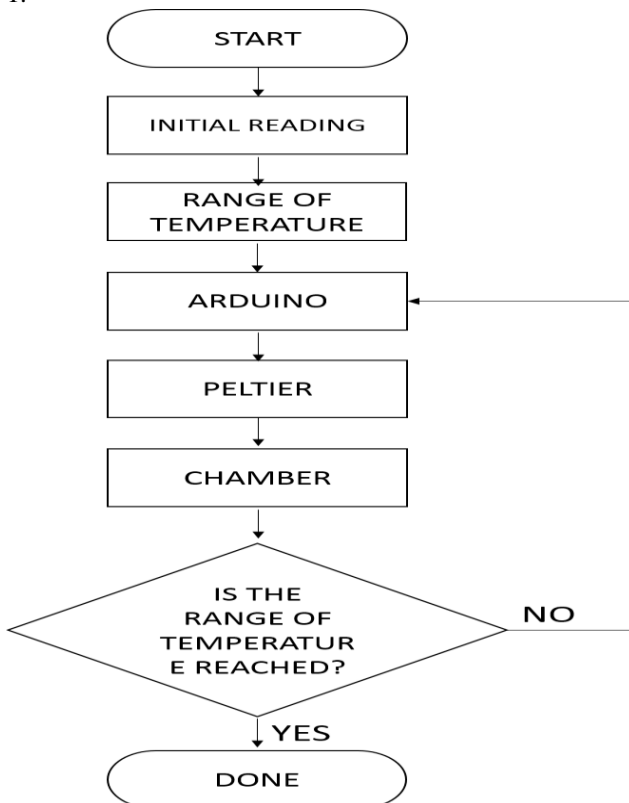 START
INITIAL READING
RANGE OF
TEMPERATURE
ARDUINO
PELTIER
CHAMBER
IS THE
RANGE OF
TEMPERATUR
E REACHED?
NO
YES
DONE